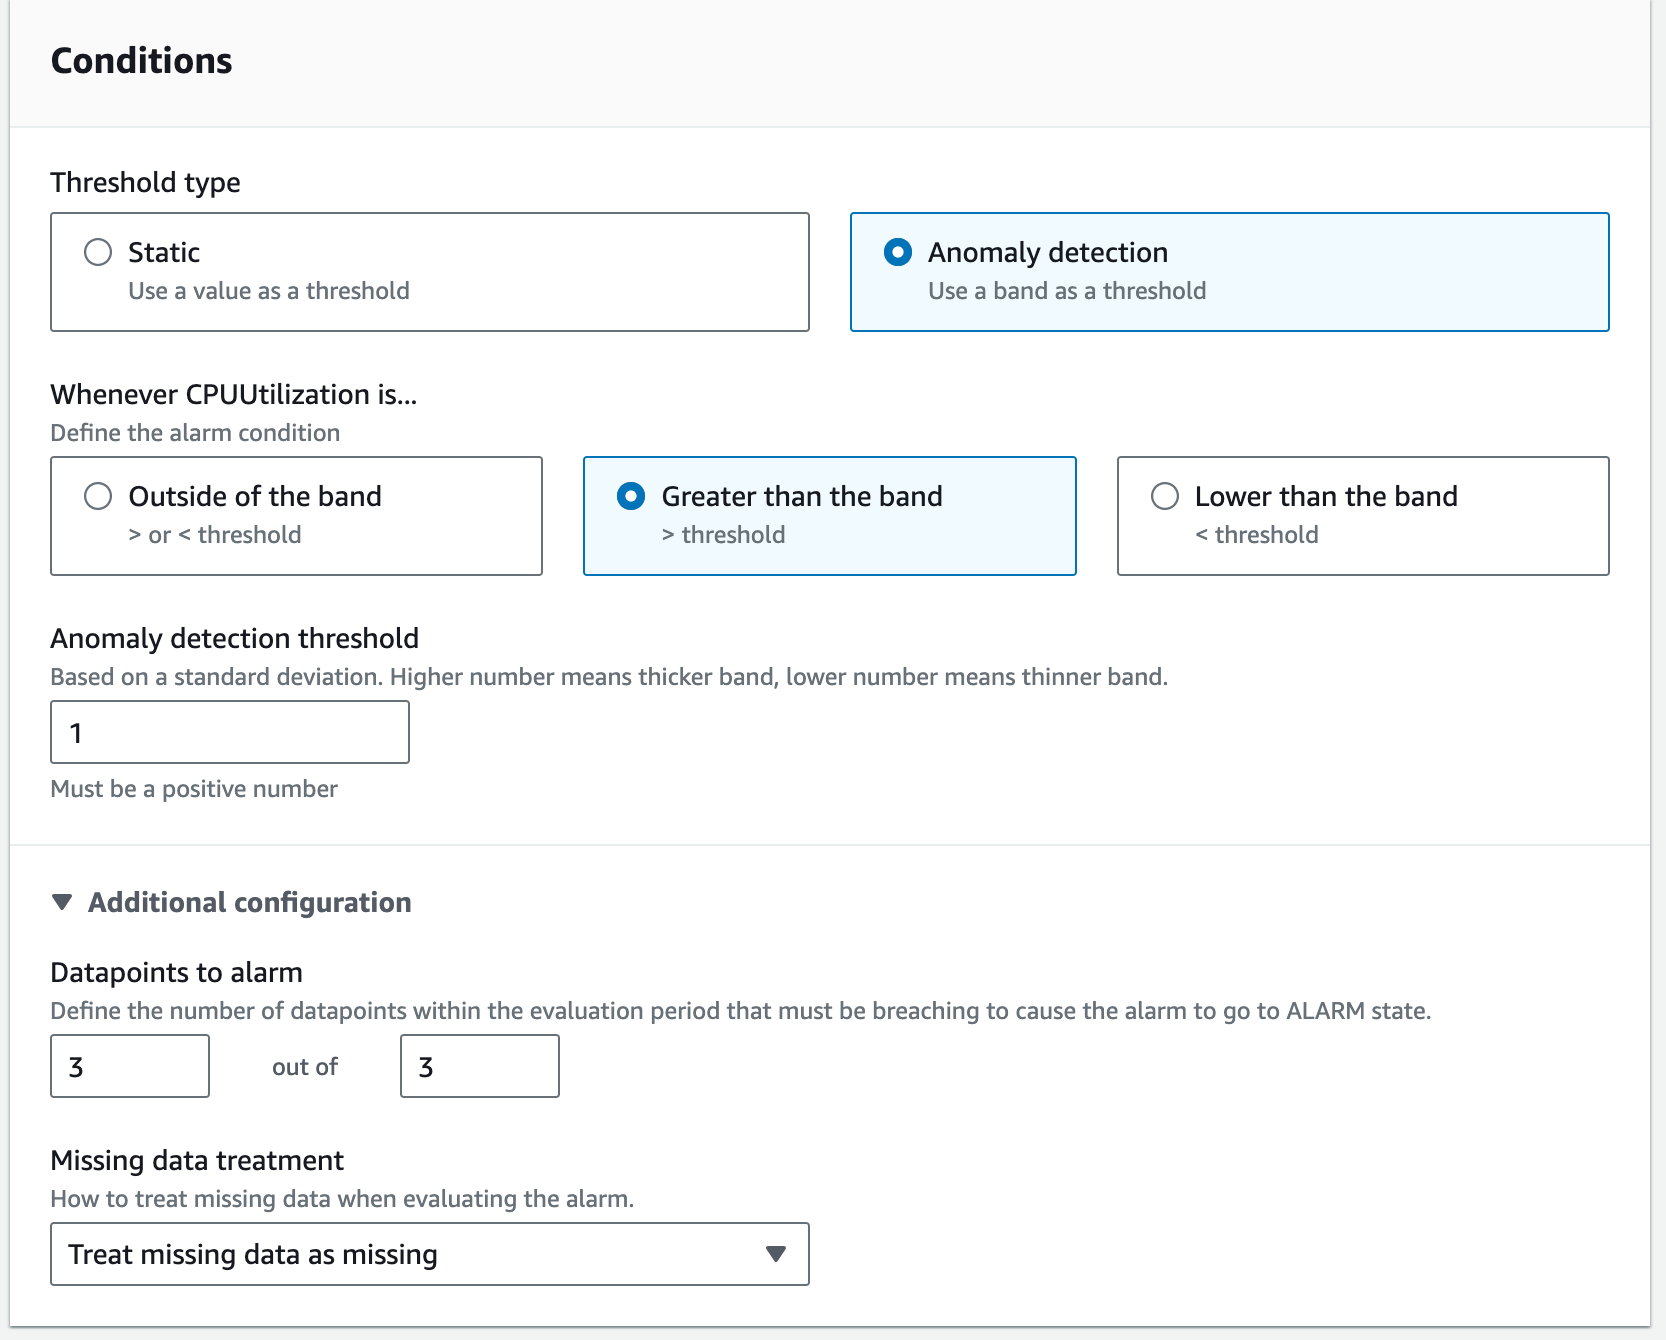 Conditions
Threshold type
Static
Use a value as a threshold
Anomaly detection
Use a band as a threshold
Whenever CPUUtilization is...
Define the alarm condition
Outside of the band
> or < threshold
Greater than the band
> threshold
Lower than the band
< threshold
Anomaly detection threshold
Based on a standard deviation. Higher number means thicker band, lower number means thinner band.
1
Must be a positive number
Additional configuration
Datapoints to alarm
Define the number of datapoints within the evaluation period that must be breaching to cause the alarm to go to ALARM state.
3 out of 3
Missing data treatment
How to treat missing data when evaluating the alarm.
Treat missing data as missing